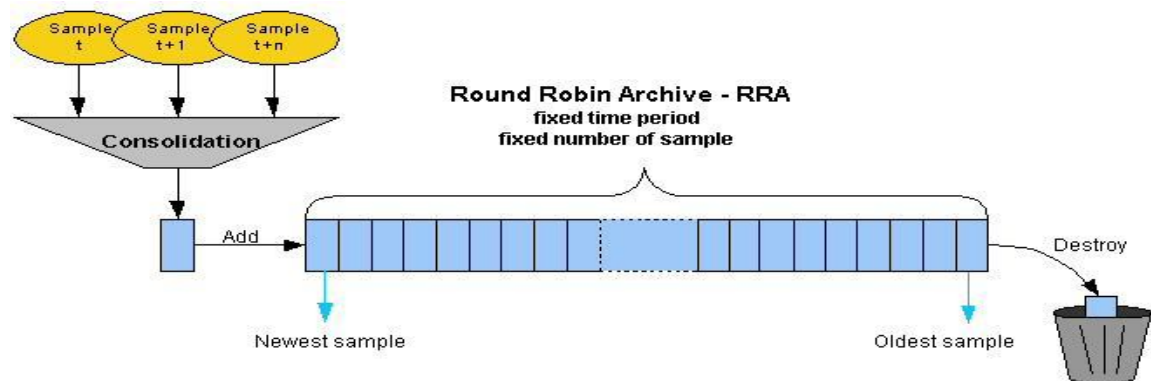 Sample
t
Sample
t+1
Sample
t+n
Consolidation
Round Robin Archive - RRA
fixed time period
fixed number of sample
Add
Destroy
Newest sample
Oldest sample